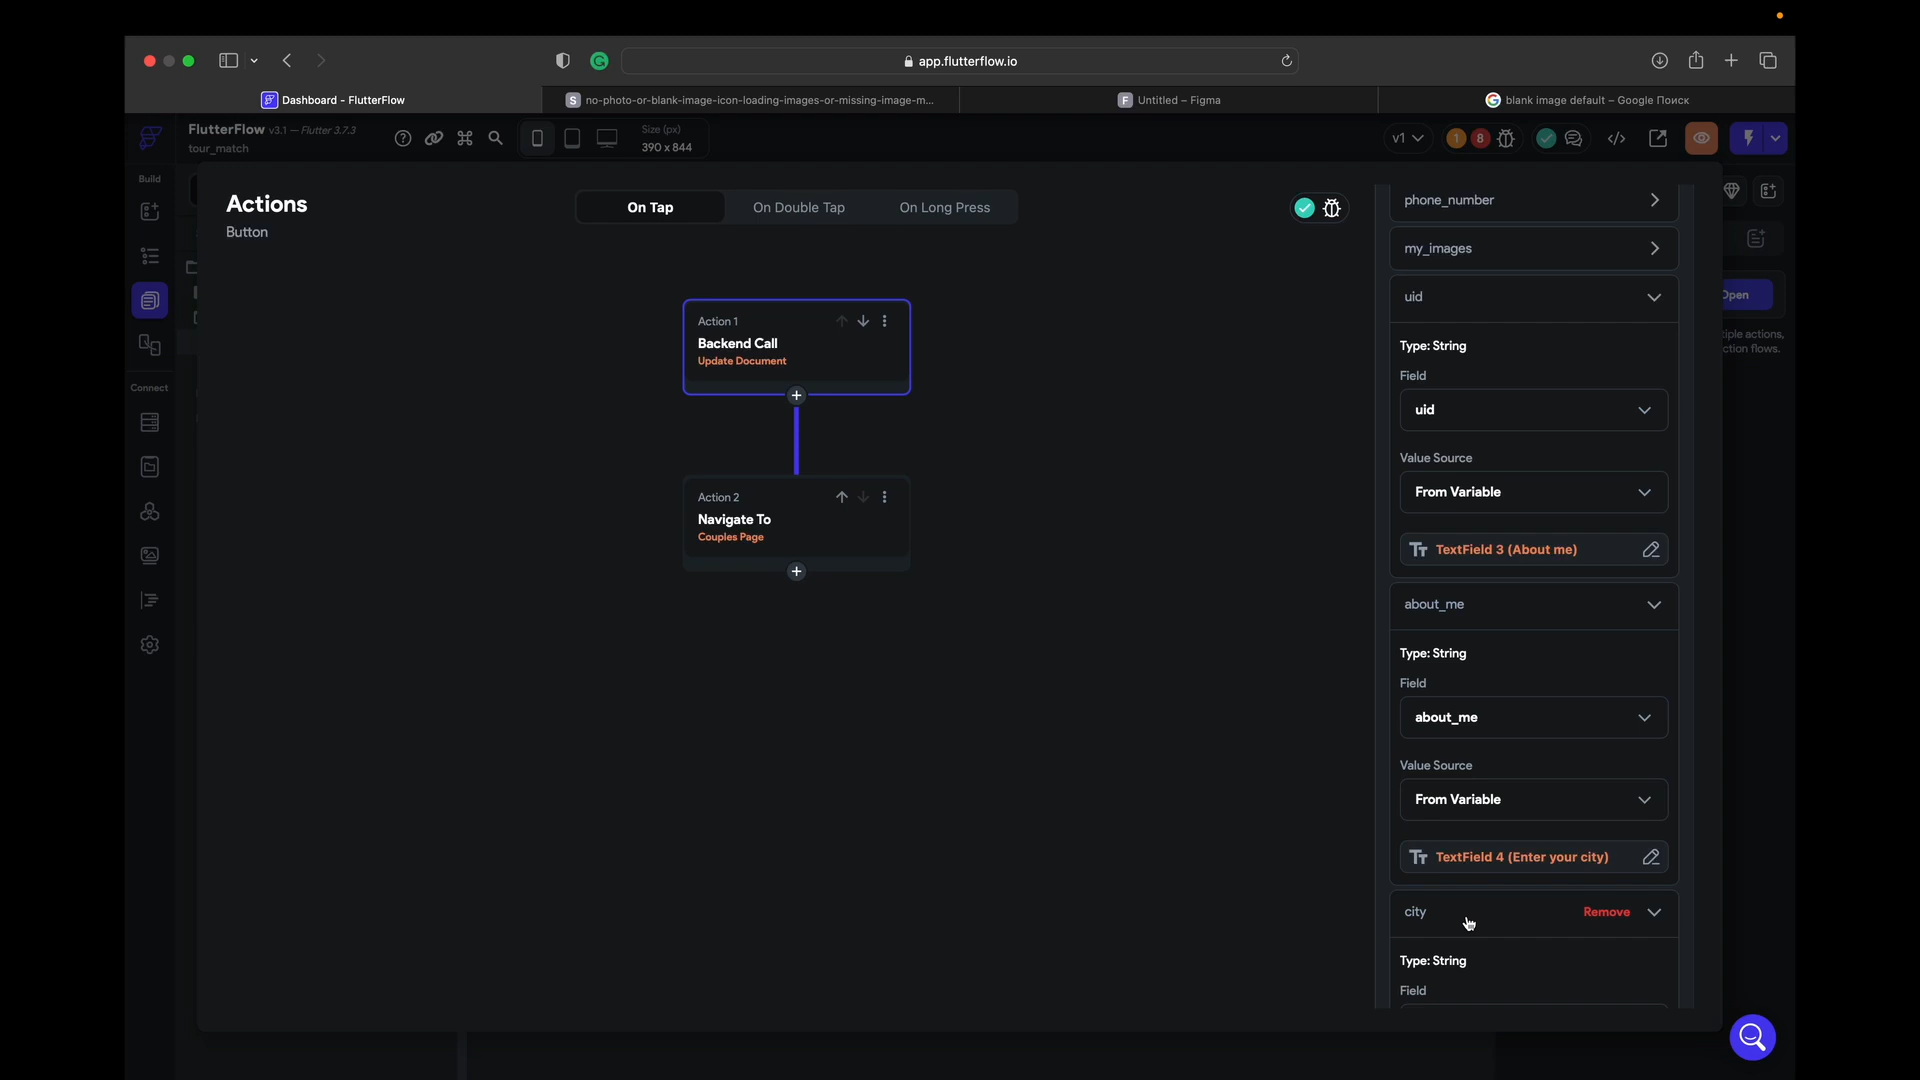 app.flutterflow.io
Dashboard - FlutterFlow
no-photo-or-blank-image-icon-loading-images-or-missing-image-m...
Untitled – Figma
blank image default – Google Поиск
FlutterFlow v3.1 – Flutter 3.7.3
tour_match
Size (px)
390 x 844
v1
1
8
Build
Connect
Actions
Button
On Tap
On Double Tap
On Long Press
Action 1
Backend Call
Update Document
Action 2
Navigate To
Couples Page
phone_number
my_images
uid
Type: String
Field
uid
Value Source
From Variable
TextField 3 (About me)
about_me
Type: String
Field
about_me
Value Source
From Variable
TextField 4 (Enter your city)
city
Remove
Type: String
Field
Open
tiple actions,
ction flows.